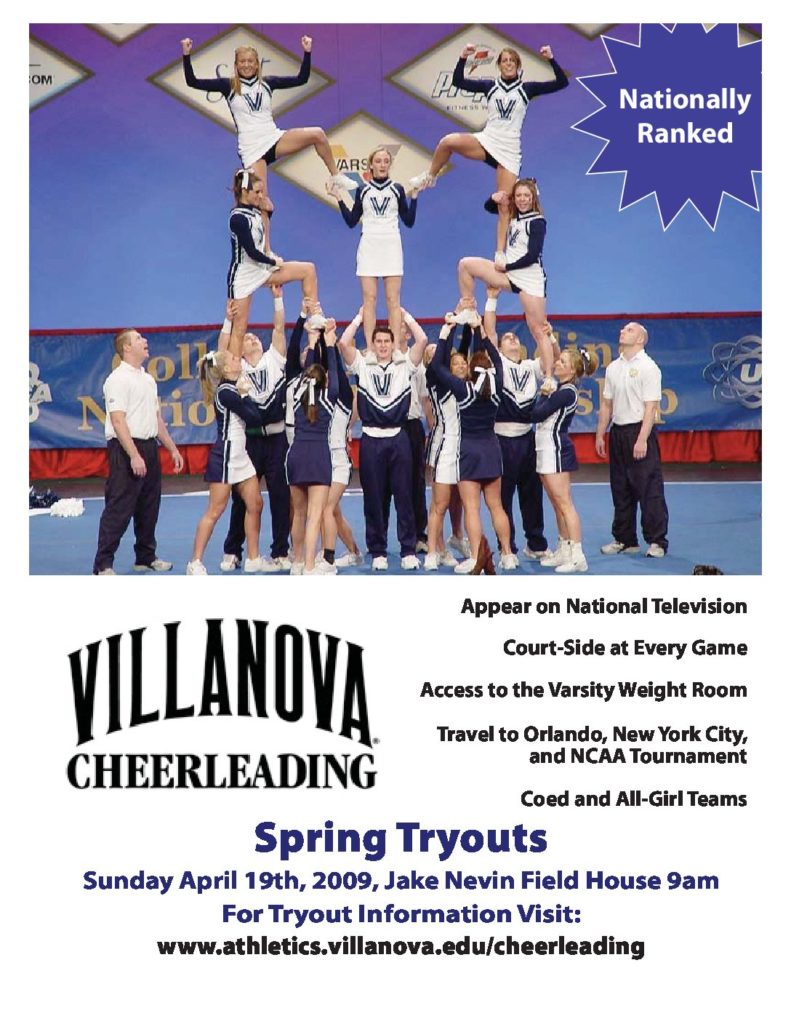 .COM
VARSI
Nationally
Ranked
V
V
V
V
VILLANOVA®
CHEERLEADING
Appear on National Television
Court-Side at Every Game
Access to the Varsity Weight Room
Travel to Orlando, New York City,
and NCAA Tournament
Coed and All-Girl Teams
Spring Tryouts
Sunday April 19th, 2009, Jake Nevin Field House 9am
For Tryout Information Visit:
www.athletics.villanova.edu/cheerleading